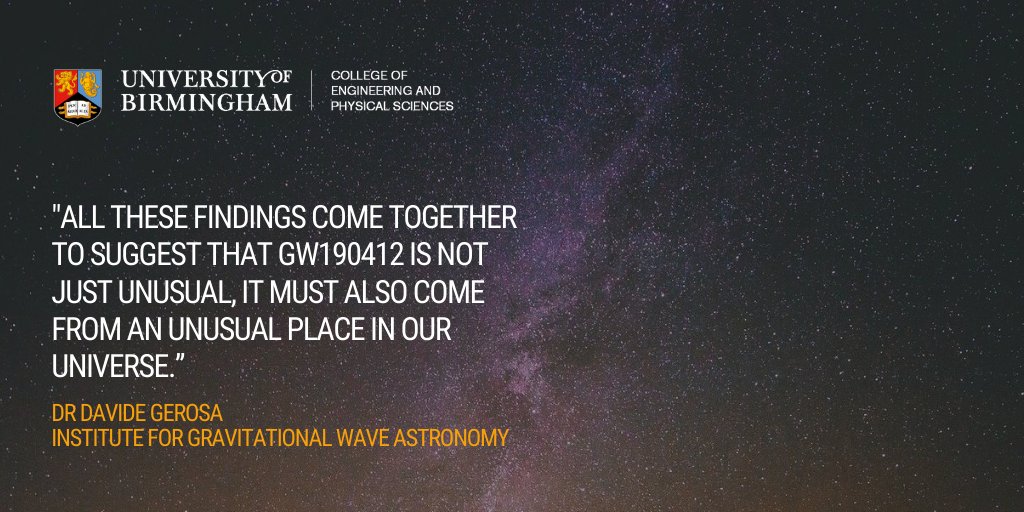 UNIVERSITY OF
BIRMINGHAM
COLLEGE OF
ENGINEERING AND
PHYSICAL SCIENCES
"ALL THESE FINDINGS COME TOGETHER
TO SUGGEST THAT GW190412 IS NOT
JUST UNUSUAL, IT MUST ALSO COME
FROM AN UNUSUAL PLACE IN OUR
UNIVERSE.”
DR DAVIDE GEROSA
INSTITUTE FOR GRAVITATIONAL WAVE ASTRONOMY